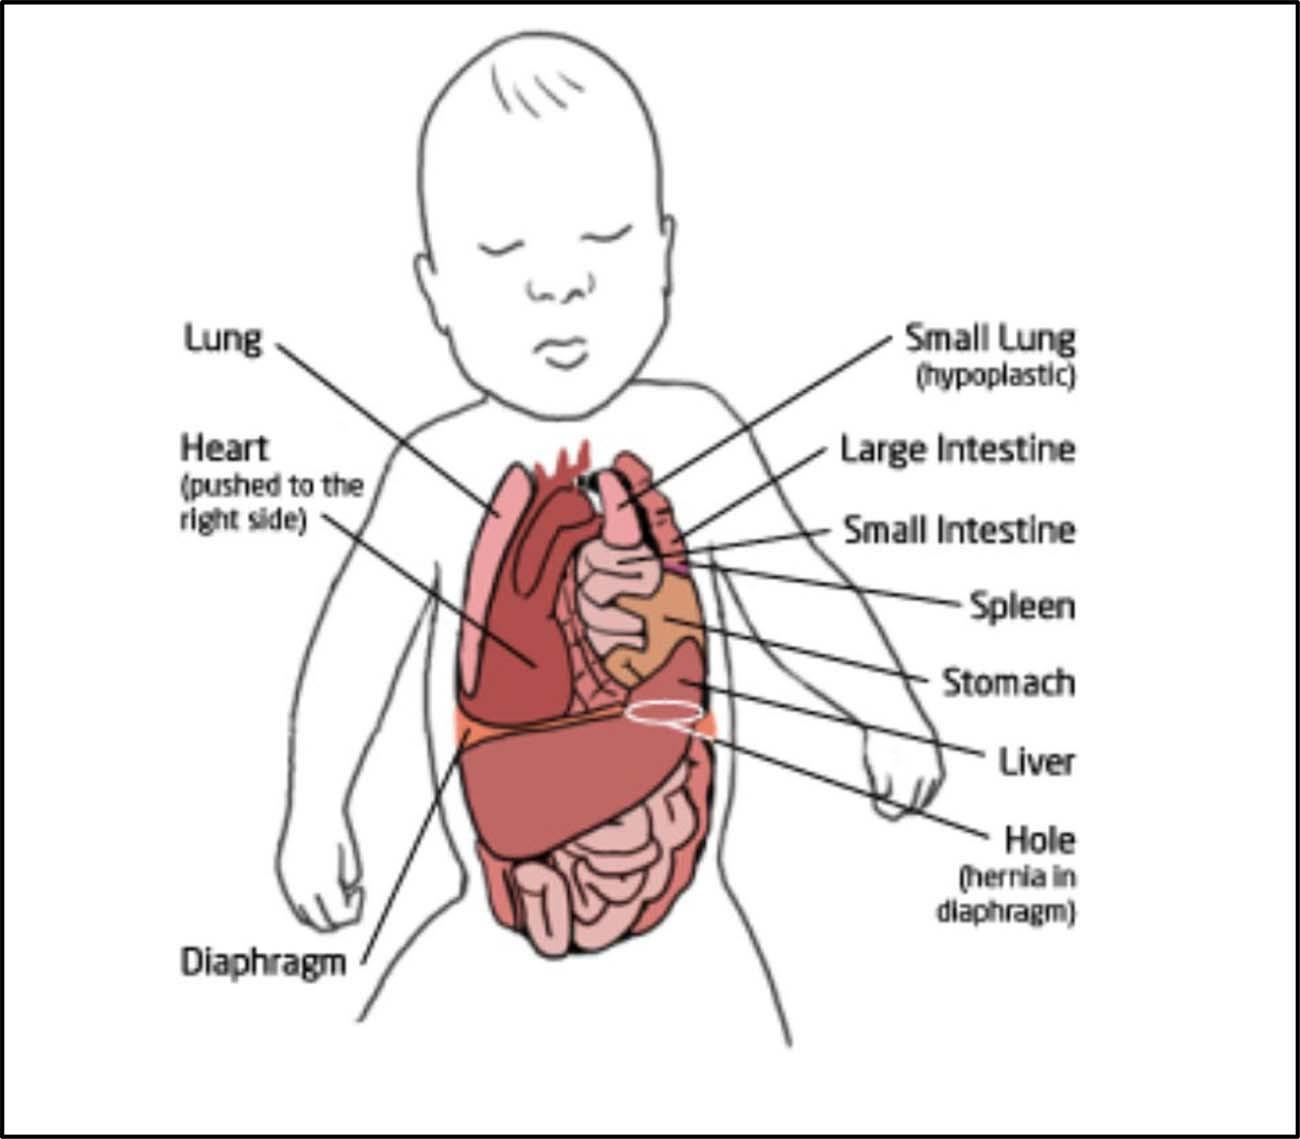 Lung
Heart
(pushed to the
right side)
Diaphragm
Small Lung
(hypoplastic)
Large Intestine
Small Intestine
Spleen
Stomach
Liver
Hole
(hernia in
diaphragm)